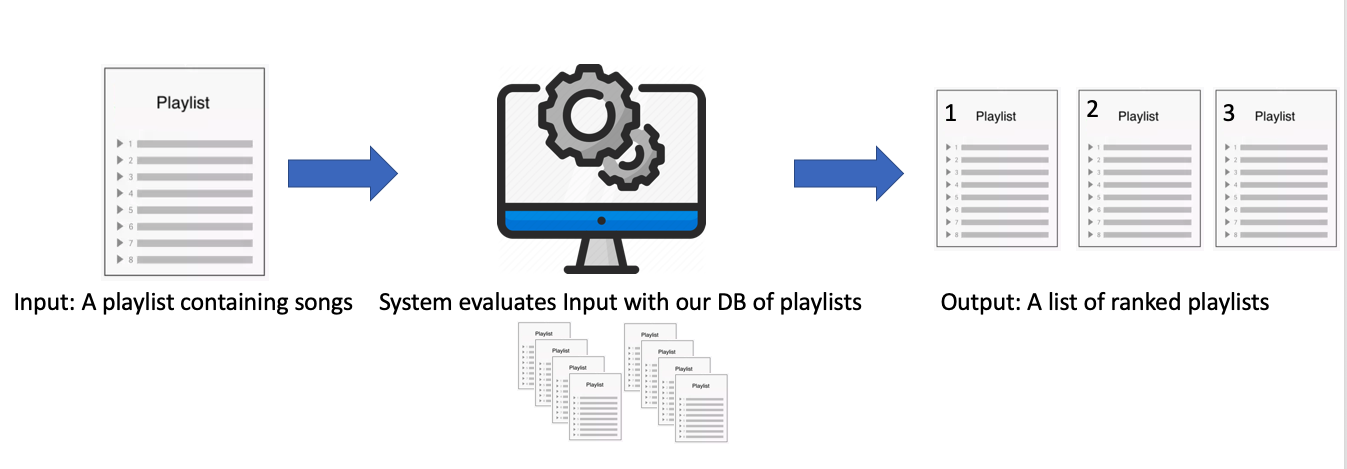 Playlist
1
2
3
4
5
6
7
8
Input: A playlist containing songs
System evaluates Input with our DB of playlists
Playlist
Playlist
Playlist
Playlist
Playlist
Playlist
Playlist
Playlist
1 Playlist
1
2
3
4
5
6
7
8
2 Playlist
1
2
3
4
5
6
7
8
3 Playlist
1
2
3
4
5
6
7
8
Output: A list of ranked playlists